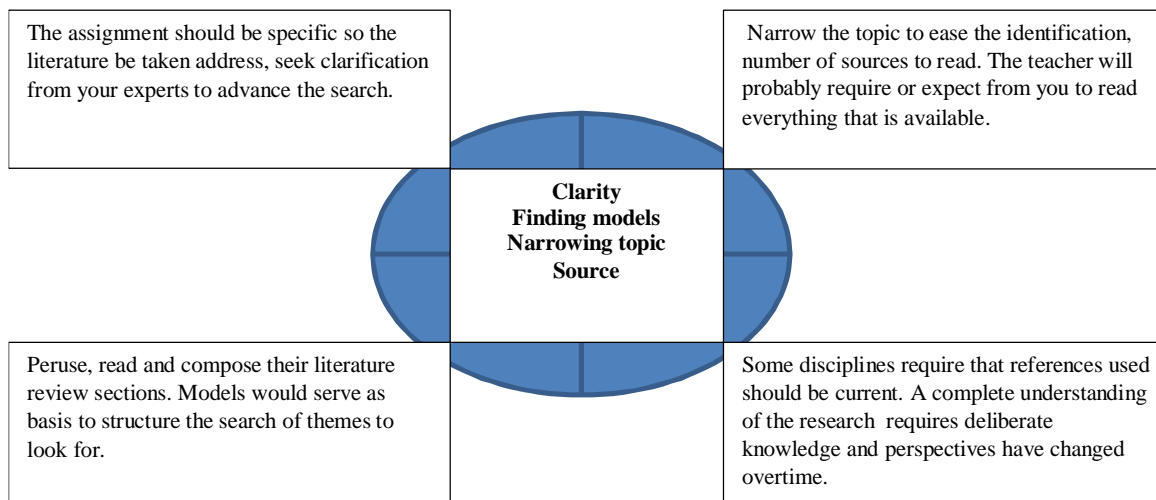 The assignment should be specific so the
literature be taken address, seek clarification
from your experts to advance the search.
Narrow the topic to ease the identification,
number of sources to read. The teacher will
probably require or expect from you to read
everything that is available.
Clarity
Finding models
Narrowing topic
Source
Peruse, read and compose their literature
review sections. Models would serve as
basis to structure the search of themes to
look for.
Some disciplines require that references used
should be current. A complete understanding
of the research requires deliberate
knowledge and perspectives have changed
overtime.